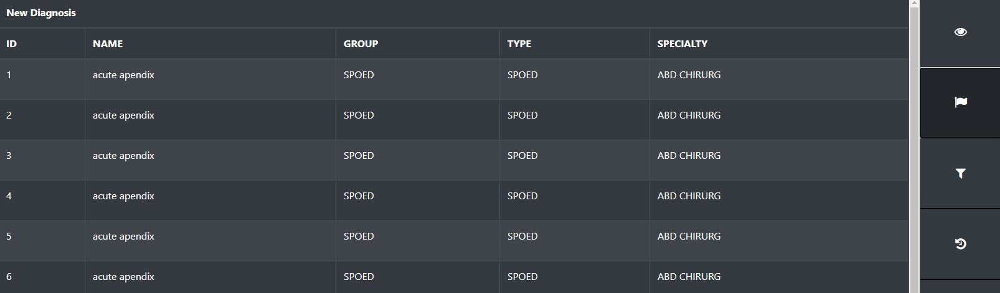 New Diagnosis
ID NAME GROUP TYPE SPECIALTY
1 acute apendix SPOED SPOED ABD CHIRURG
2 acute apendix SPOED SPOED ABD CHIRURG
3 acute apendix SPOED SPOED ABD CHIRURG
4 acute apendix SPOED SPOED ABD CHIRURG
5 acute apendix SPOED SPOED ABD CHIRURG
6 acute apendix SPOED SPOED ABD CHIRURG